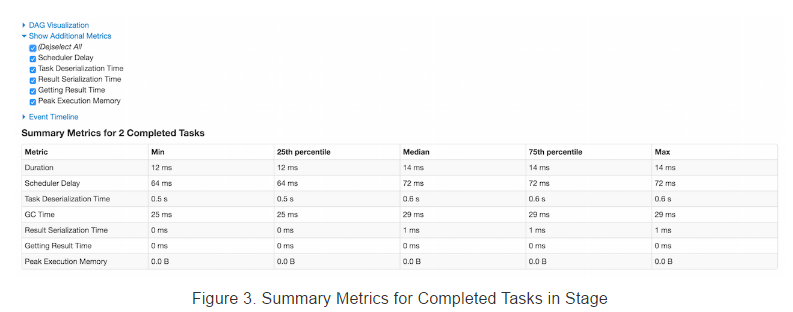 DAG Visualization
Show Additional Metrics
(De)select All
Scheduler Delay
Task Deserialization Time
Result Serialization Time
Getting Result Time
Peak Execution Memory
Event Timeline
Summary Metrics for 2 Completed Tasks
Metric Min 25th percentile Median 75th percentile Max
Duration 12 ms 12 ms 14 ms 14 ms 14 ms
Scheduler Delay 64 ms 64 ms 72 ms 72 ms 72 ms
Task Deserialization Time 0.5 s 0.5 s 0.6 s 0.6 s 0.6 s
GC Time 25 ms 25 ms 29 ms 29 ms 29 ms
Result Serialization Time 0 ms 0 ms 1 ms 1 ms 1 ms
Getting Result Time 0 ms 0 ms 0 ms 0 ms 0 ms
Peak Execution Memory 0.0 B 0.0 B 0.0 B 0.0 B 0.0 B
Figure 3. Summary Metrics for Completed Tasks in Stage